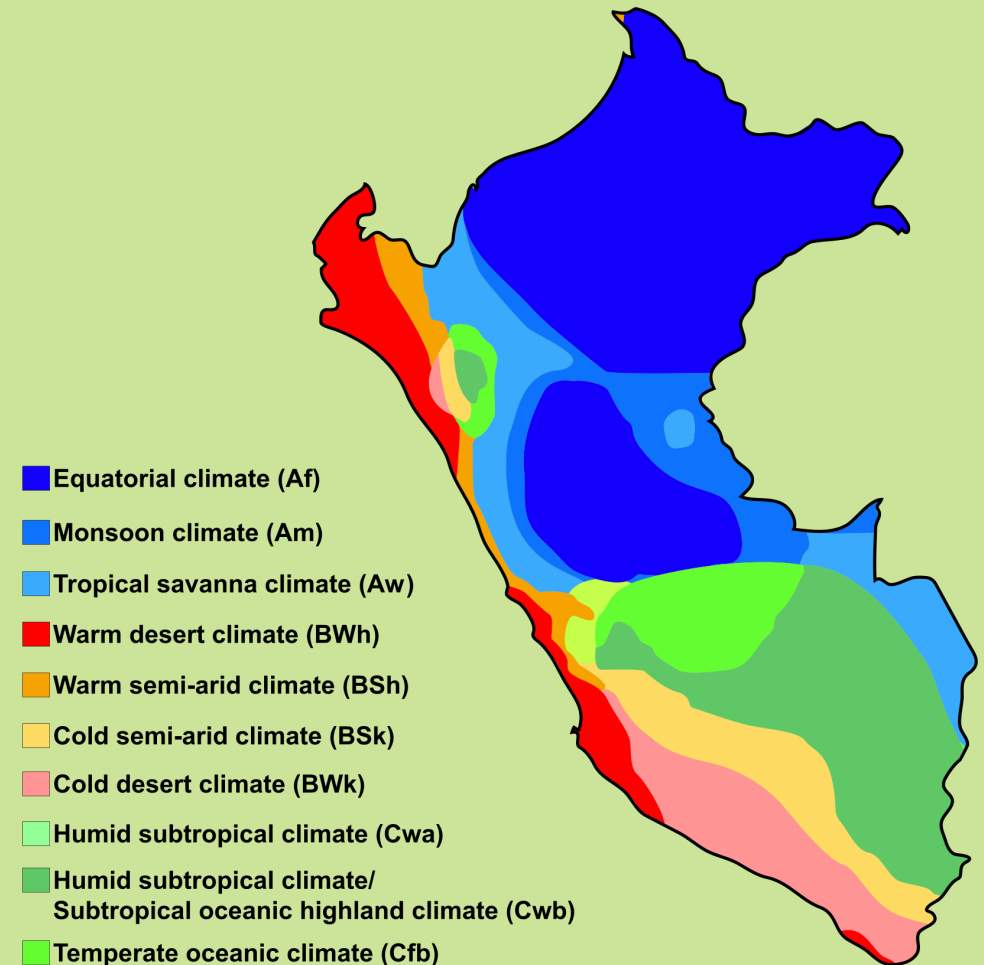 Equatorial climate (Af)
Monsoon climate (Am)
Tropical savanna climate (Aw)
Warm desert climate (BWh)
Warm semi-arid climate (BSh)
Cold semi-arid climate (BSk)
Cold desert climate (BWk)
Humid subtropical climate (Cwa)
Humid subtropical climate/
Subtropical oceanic highland climate (Cwb)
Temperate oceanic climate (Cfb)